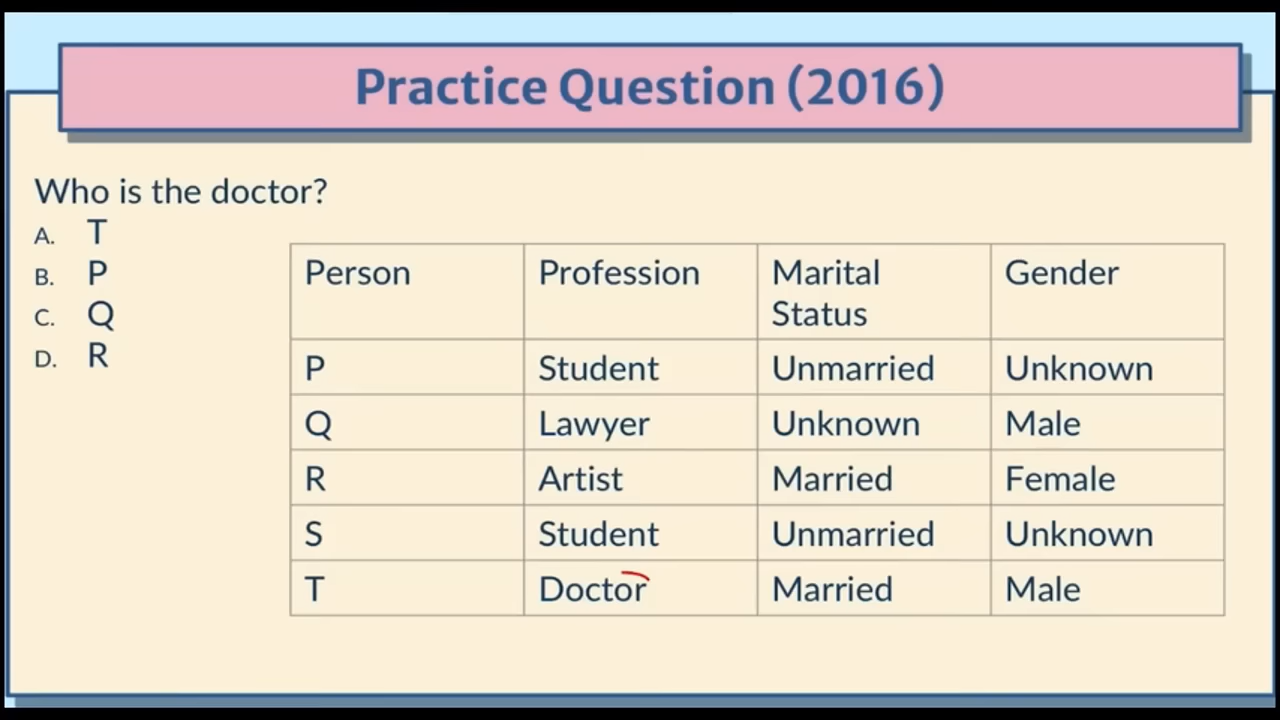 Practice Question (2016)
Who is the doctor?
A. T
B. P
C. Q
D. R
Person Profession Marital Status Gender
P Student Unmarried Unknown
Q Lawyer Unknown Male
R Artist Married Female
S Student Unmarried Unknown
T Doctor Married Male